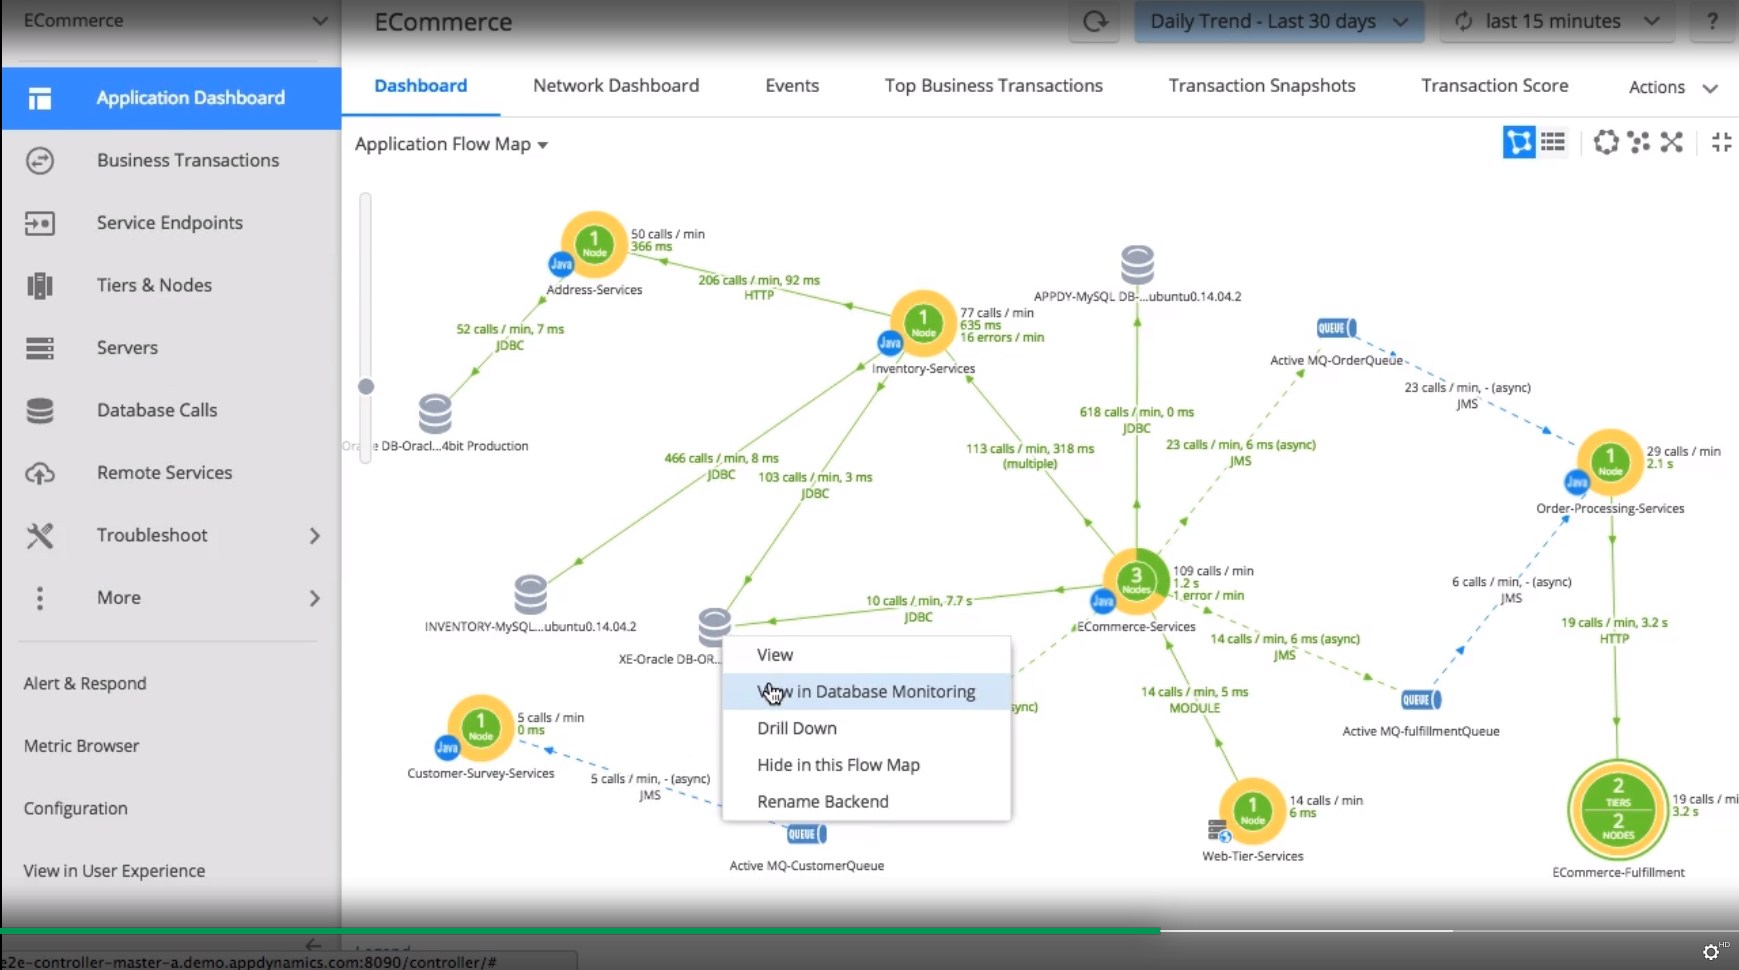 ECommerce
ECommerce
Daily Trend - Last 30 days
last 15 minutes
?
Application Dashboard
Business Transactions
Service Endpoints
Tiers & Nodes
Servers
Database Calls
Remote Services
Troubleshoot
More
Alert & Respond
Metric Browser
Configuration
View in User Experience
Dashboard
Network Dashboard
Events
Top Business Transactions
Transaction Snapshots
Transaction Score
Actions
Application Flow Map
1
Node
Java
50 calls / min
366 ms
Address-Services
206 calls / min, 92 ms
HTTP
52 calls / min, 7 ms
JDBC
Oracle DB-Oracl...4bit Production
1
Node
Java
77 calls / min
635 ms
16 errors / min
Inventory-Services
APPDY-MySQL DB-...ubuntu0.14.04.2
QUEUE
Active MQ-OrderQueue
23 calls / min, - (async)
JMS
618 calls / min, 0 ms
JDBC
23 calls / min, 6 ms (async)
JMS
113 calls / min, 318 ms
(multiple)
466 calls / min, 8 ms
JDBC
103 calls / min, 3 ms
JDBC
1
Node
Java
29 calls / min
2.1 s
Order-Processing-Services
3
Nodes
Java
109 calls / min
1.2 s
1 error / min
ECommerce-Services
6 calls / min, - (async)
JMS
10 calls / min, 7.7 s
JDBC
INVENTORY-MySQL...ubuntu0.14.04.2
XE-Oracle DB-OR...
14 calls / min, 6 ms (async)
JMS
19 calls / min, 3.2 s
HTTP
View
View in Database Monitoring
Drill Down
Hide in this Flow Map
Rename Backend
sync)
14 calls / min, 5 ms
MODULE
QUEUE
Active MQ-fulfillmentQueue
1
Node
Java
5 calls / min
0 ms
Customer-Survey-Services
5 calls / min, - (async)
JMS
QUEUE
Active MQ-CustomerQueue
1
Node
14 calls / min
6 ms
Web-Tier-Services
2
TIERS
2
NODES
19 calls / mi
3.2 s
ECommerce-Fulfillment
Legend
e2e-controller-master-a.demo.appdynamics.com:8090/controller/#
HD